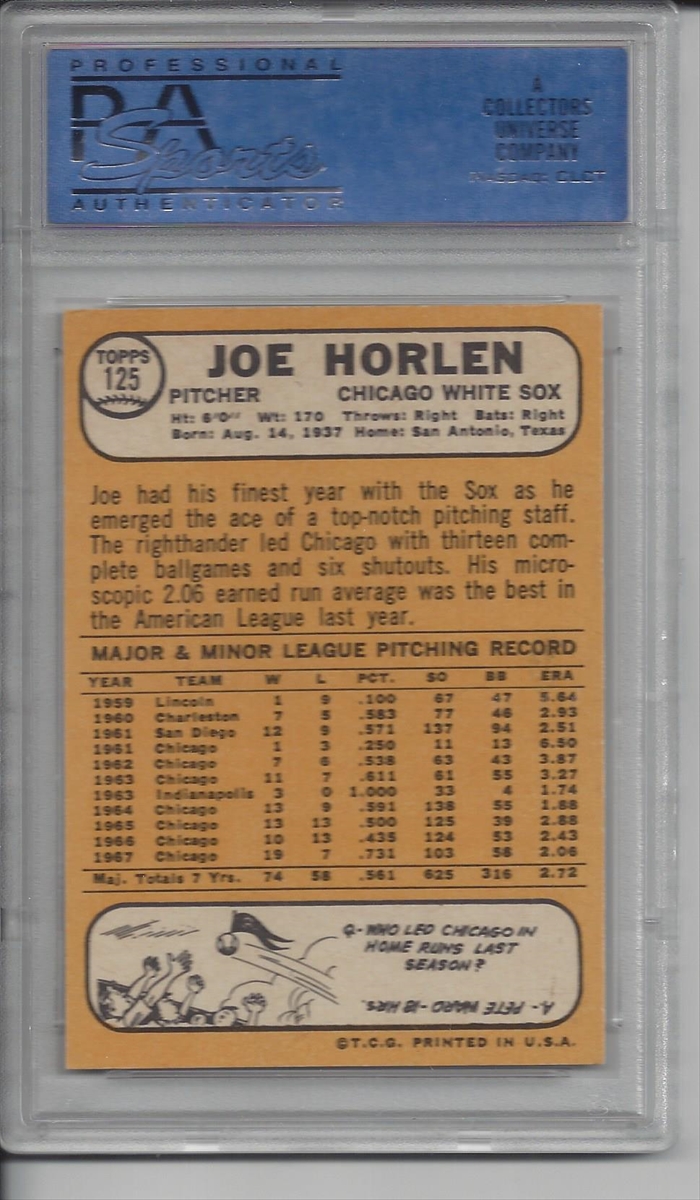 PROFESSIONAL
PSA
Sports
AUTHENTICATOR
A
COLLECTORS
UNIVERSE
COMPANY
NASDAQ: CLCT
TOPPS
125
JOE HORLEN
PITCHER CHICAGO WHITE SOX
Ht: 6'0" Wt: 170 Throws: Right Bats: Right
Born: Aug. 14, 1937 Home: San Antonio, Texas
Joe had his finest year with the Sox as he
emerged the ace of a top-notch pitching staff.
The righthander led Chicago with thirteen com-
plete ballgames and six shutouts. His micro-
scopic 2.06 earned run average was the best in
the American League last year.
MAJOR & MINOR LEAGUE PITCHING RECORD
YEAR TEAM W L PCT. SO BB ERA
1959 Lincoln 1 9 .100 67 47 5.64
1960 Charleston 7 5 .583 77 46 2.93
1961 San Diego 12 9 .571 137 94 2.51
1961 Chicago 1 3 .250 11 13 6.50
1962 Chicago 7 6 .538 63 43 3.87
1963 Chicago 11 7 .611 61 55 3.27
1963 Indianapolis 3 0 1.000 33 4 1.74
1964 Chicago 13 9 .591 138 55 1.88
1965 Chicago 13 13 .500 125 39 2.88
1966 Chicago 10 13 .435 124 53 2.43
1967 Chicago 19 7 .731 103 58 2.06
Maj. Totals 7 Yrs. 74 58 .561 625 316 2.72
Q-WHO LED CHICAGO IN
HOME RUNS LAST
SEASON?
A-PETE WARD-18 HRS.
©T.C.G. PRINTED IN U.S.A.